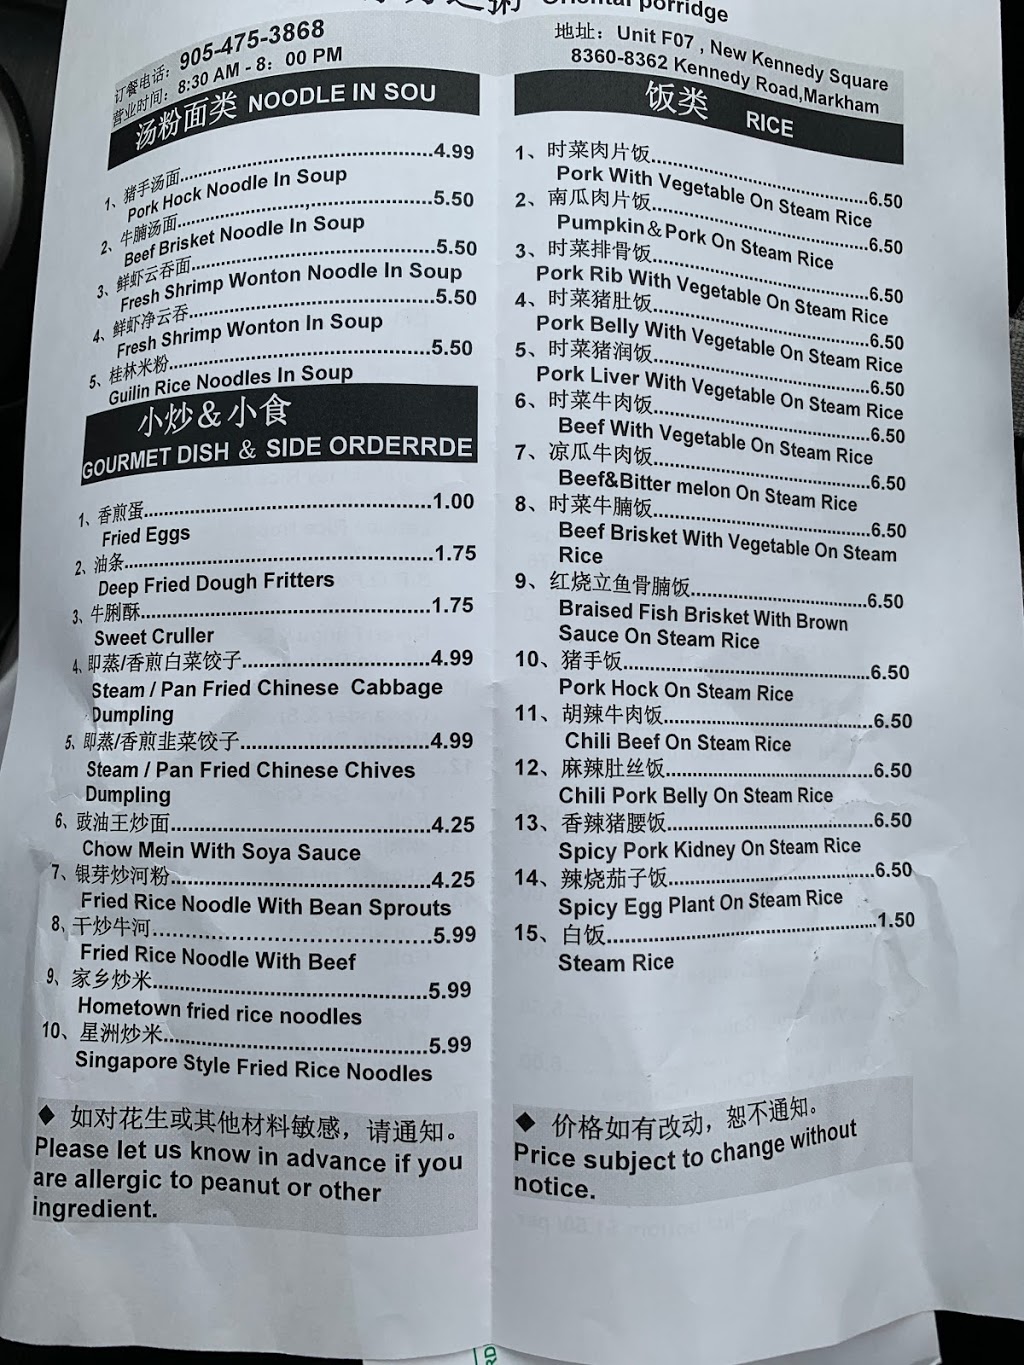 Oriental porridge
订餐电话：905-475-3868
营业时间：8:30 AM - 8：00 PM
地址：Unit F07 , New Kennedy Square
8360-8362 Kennedy Road,Markham
汤粉面类 NOODLE IN SOU
1、猪手汤面..........4.99
Pork Hock Noodle In Soup
2、牛腩汤面..........5.50
Beef Brisket Noodle In Soup
3、鲜虾云吞面..........5.50
Fresh Shrimp Wonton Noodle In Soup
4、鲜虾净云吞..........5.50
Fresh Shrimp Wonton In Soup
5、桂林米粉..........5.50
Guilin Rice Noodles In Soup
小炒＆小食
GOURMET DISH ＆ SIDE ORDERRDE
1、香煎蛋..........1.00
Fried Eggs
2、油条..........1.75
Deep Fried Dough Fritters
3、牛脷酥..........1.75
Sweet Cruller
4、即蒸/香煎白菜饺子..........4.99
Steam / Pan Fried Chinese Cabbage
Dumpling
5、即蒸/香煎韭菜饺子..........4.99
Steam / Pan Fried Chinese Chives
Dumpling
6、豉油王炒面..........4.25
Chow Mein With Soya Sauce
7、银芽炒河粉..........4.25
Fried Rice Noodle With Bean Sprouts
8、干炒牛河..........5.99
Fried Rice Noodle With Beef
9、家乡炒米..........5.99
Hometown fried rice noodles
10、星洲炒米..........5.99
Singapore Style Fried Rice Noodles
◆ 如对花生或其他材料敏感，请通知。
Please let us know in advance if you
are allergic to peanut or other
ingredient.
饭类 RICE
1、时菜肉片饭..........6.50
Pork With Vegetable On Steam Rice
2、南瓜肉片饭..........6.50
Pumpkin＆Pork On Steam Rice
3、时菜排骨饭..........6.50
Pork Rib With Vegetable On Steam Rice
4、时菜猪肚饭..........6.50
Pork Belly With Vegetable On Steam Rice
5、时菜猪润饭..........6.50
Pork Liver With Vegetable On Steam Rice
6、时菜牛肉饭..........6.50
Beef With Vegetable On Steam Rice
7、凉瓜牛肉饭..........6.50
Beef&Bitter melon On Steam Rice
8、时菜牛腩饭..........6.50
Beef Brisket With Vegetable On Steam
Rice
9、红烧立鱼骨腩饭..........6.50
Braised Fish Brisket With Brown
Sauce On Steam Rice
10、猪手饭..........6.50
Pork Hock On Steam Rice
11、胡辣牛肉饭..........6.50
Chili Beef On Steam Rice
12、麻辣肚丝饭..........6.50
Chili Pork Belly On Steam Rice
13、香辣猪腰饭..........6.50
Spicy Pork Kidney On Steam Rice
14、辣烧茄子饭..........6.50
Spicy Egg Plant On Steam Rice
15、白饭..........1.50
Steam Rice
◆ 价格如有改动，恕不通知。
Price subject to change without
notice.